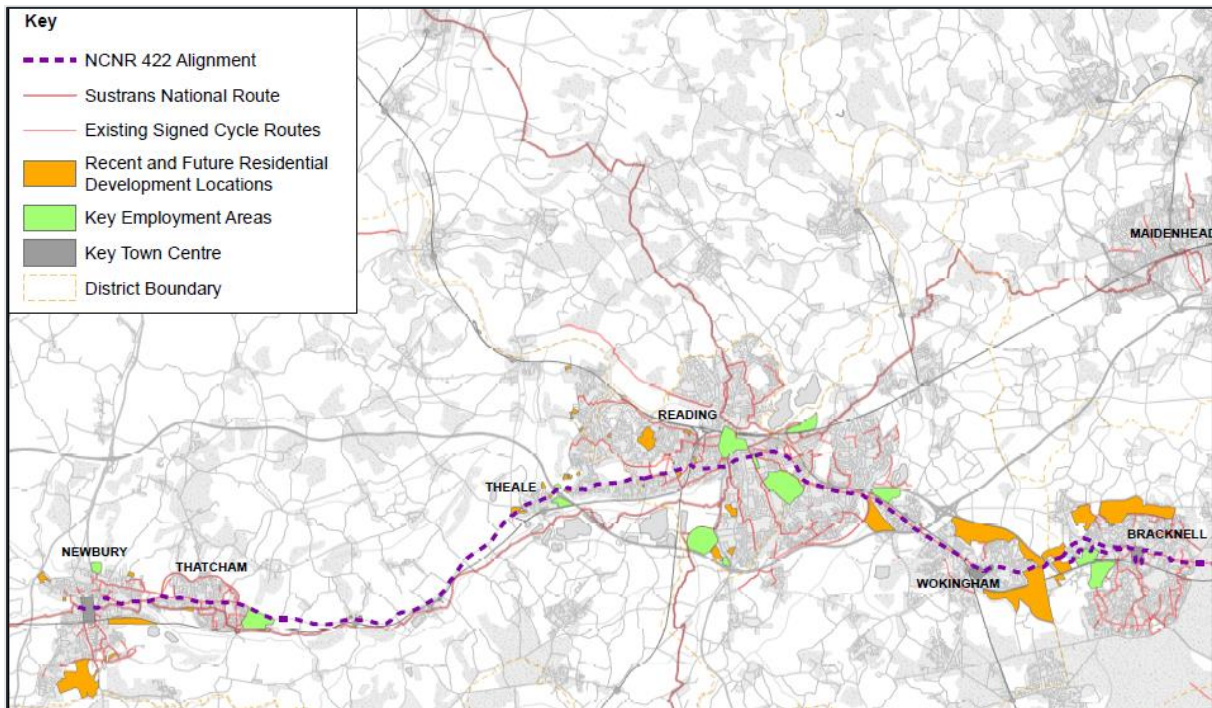 Key
NCNR 422 Alignment
Sustrans National Route
Existing Signed Cycle Routes
Recent and Future Residential
Development Locations
Key Employment Areas
Key Town Centre
District Boundary
MAIDENHEAD
READING
THEALE
NEWBURY
THATCHAM
BRACKNELL
WOKINGHAM